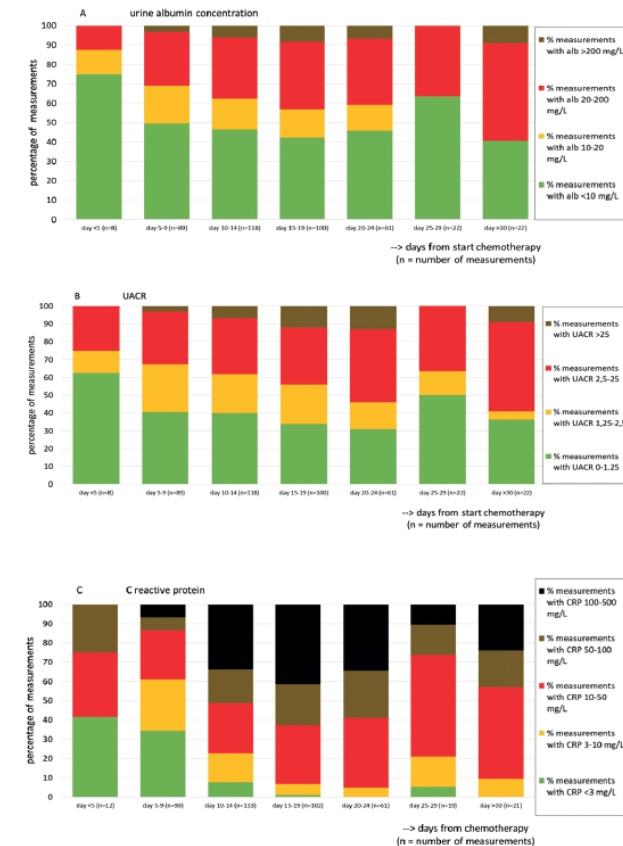 A urine albumin concentration
percentage of measurements
100
90
80
70
60
50
40
30
20
10
0
day <5 (n=8) day 5-9 (n=89) day 10-14 (n=118) day 15-19 (n=100) day 20-24 (n=61) day 25-29 (n=22) day >30 (n=22)
--> days from start chemotherapy
(n = number of measurements)
% measurements
with alb >200 mg/L
% measurements
with alb 20-200
mg/L
% measurements
with alb 10-20
mg/L
% measurements
with alb <10 mg/L
B UACR
percentage of measurements
100
90
80
70
60
50
40
30
20
10
0
day <5 (n=8) day 5-9 (n=89) day 10-14 (n=118) day 15-19 (n=100) day 20-24 (n=61) day 25-29 (n=22) day >30 (n=22)
--> days from start chemotherapy
(n = number of measurements)
% measurements
with UACR >25
% measurements
with UACR 2,5-25
% measurements
with UACR 1,25-2,5
% measurements
with UACR 0-1.25
C C reactive protein
percentage of measurements
100
90
80
70
60
50
40
30
20
10
0
day <5 (n=12) day 5-9 (n=90) day 10-14 (n=133) day 15-19 (n=102) day 20-24 (n=61) day 25-29 (n=19) day >30 (n=21)
--> days from chemotherapy
(n = number of measurements)
% measurements
with CRP 100-500
mg/L
% measurements
with CRP 50-100
mg/L
% measurements
with CRP 10-50
mg/L
% measurements
with CRP 3-10 mg/L
% measurements
with CRP <3 mg/L